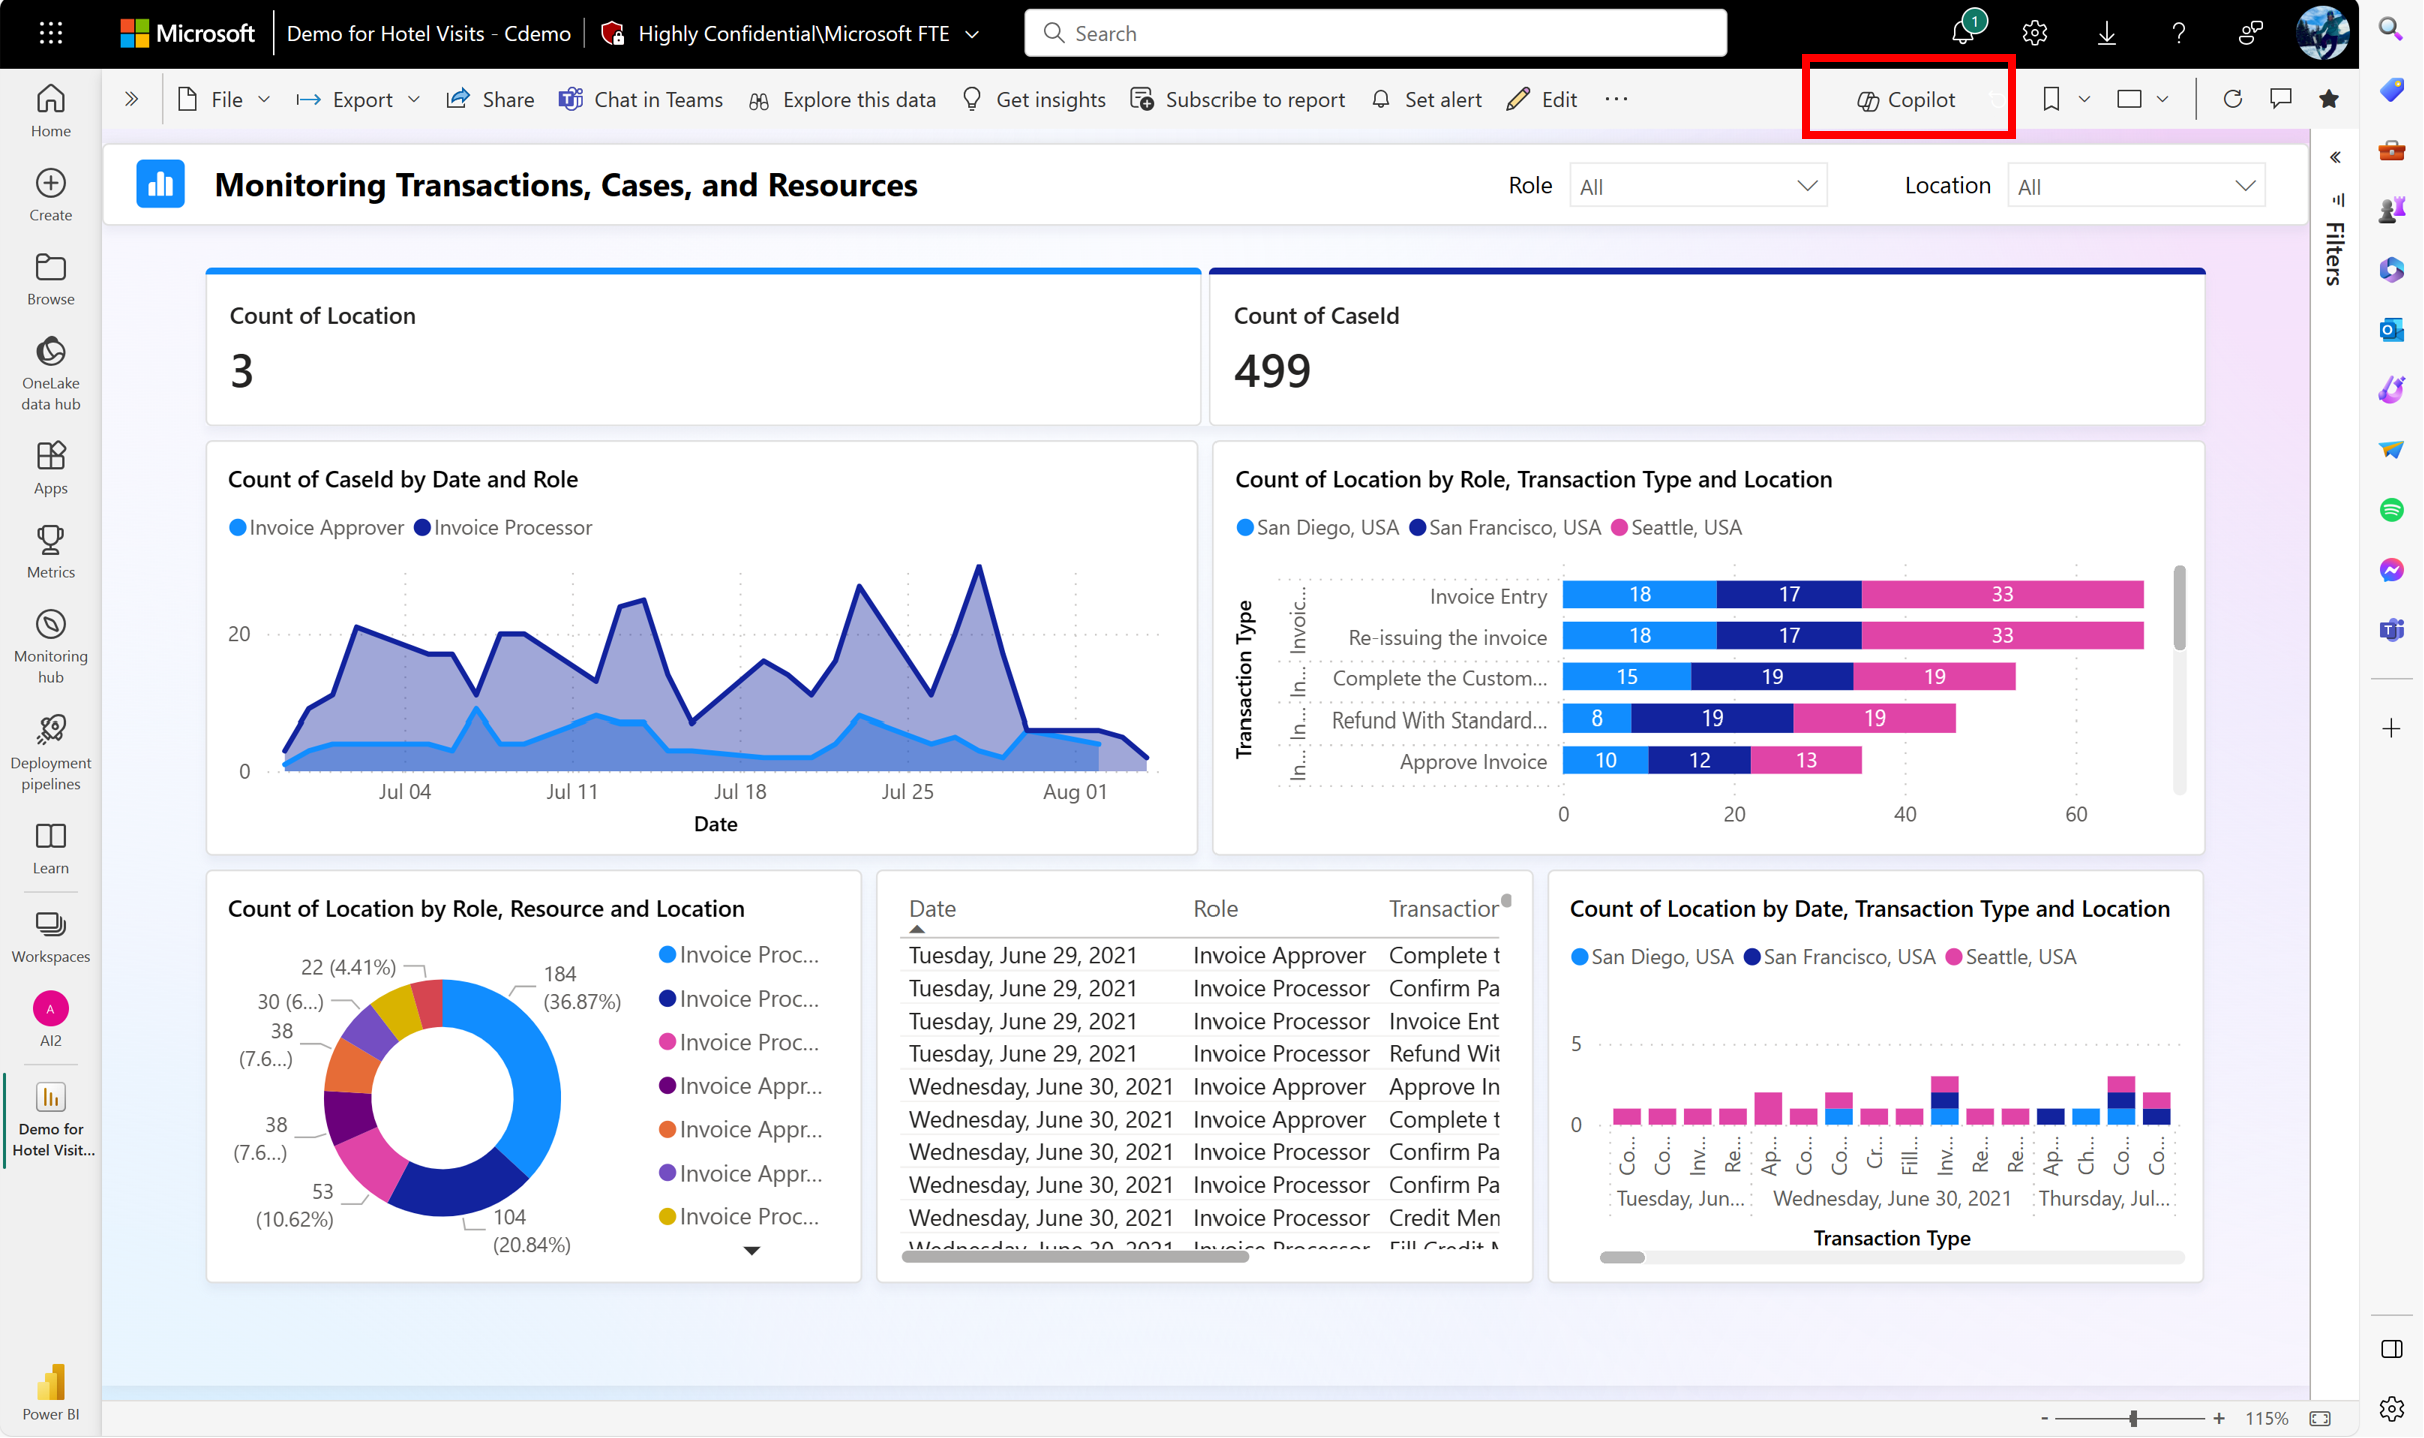 Microsoft
Demo for Hotel Visits - Cdemo
Highly Confidential\Microsoft FTE
Search
1
File
Export
Share
Chat in Teams
Explore this data
Get insights
Subscribe to report
Set alert
Edit
Copilot
Home
Create
Browse
OneLake
data hub
Apps
Metrics
Monitoring
hub
Deployment
pipelines
Learn
Workspaces
A
AI2
Demo for
Hotel Visit...
Power BI
Monitoring Transactions, Cases, and Resources
Role
All
Location
All
Filters
Count of Location
3
Count of CaseId
499
Count of CaseId by Date and Role
Invoice Approver
Invoice Processor
20
0
Jul 04
Jul 11
Jul 18
Jul 25
Aug 01
Date
Count of Location by Role, Transaction Type and Location
San Diego, USA
San Francisco, USA
Seattle, USA
Transaction Type
Invoic...
In...
In...
In...
Invoice Entry
18 17 33
Re-issuing the invoice
18 17 33
Complete the Custom...
15 19 19
Refund With Standard...
8 19 19
Approve Invoice
10 12 13
0 20 40 60
Count of Location by Role, Resource and Location
22 (4.41%)
30 (6...)
38
(7.6...)
38
(7.6...)
53
(10.62%)
104
(20.84%)
184
(36.87%)
Invoice Proc...
Invoice Proc...
Invoice Proc...
Invoice Appr...
Invoice Appr...
Invoice Appr...
Invoice Proc...
Date Role Transaction
Tuesday, June 29, 2021 Invoice Approver Complete t
Tuesday, June 29, 2021 Invoice Processor Confirm Pa
Tuesday, June 29, 2021 Invoice Processor Invoice Ent
Tuesday, June 29, 2021 Invoice Processor Refund Wit
Wednesday, June 30, 2021 Invoice Approver Approve In
Wednesday, June 30, 2021 Invoice Approver Complete t
Wednesday, June 30, 2021 Invoice Processor Confirm Pa
Wednesday, June 30, 2021 Invoice Processor Confirm Pa
Wednesday, June 30, 2021 Invoice Processor Credit Mem
Wednesday, June 30, 2021 Invoice Processor Fill Credit M
Count of Location by Date, Transaction Type and Location
San Diego, USA
San Francisco, USA
Seattle, USA
5
0
Co...
Co...
Inv...
Re...
Ap...
Co...
Co...
Cr...
Fill...
Inv...
Re...
Re...
Ap...
Ch...
Co...
Co...
Tuesday, Jun...
Wednesday, June 30, 2021
Thursday, Jul...
Transaction Type
- + 115%